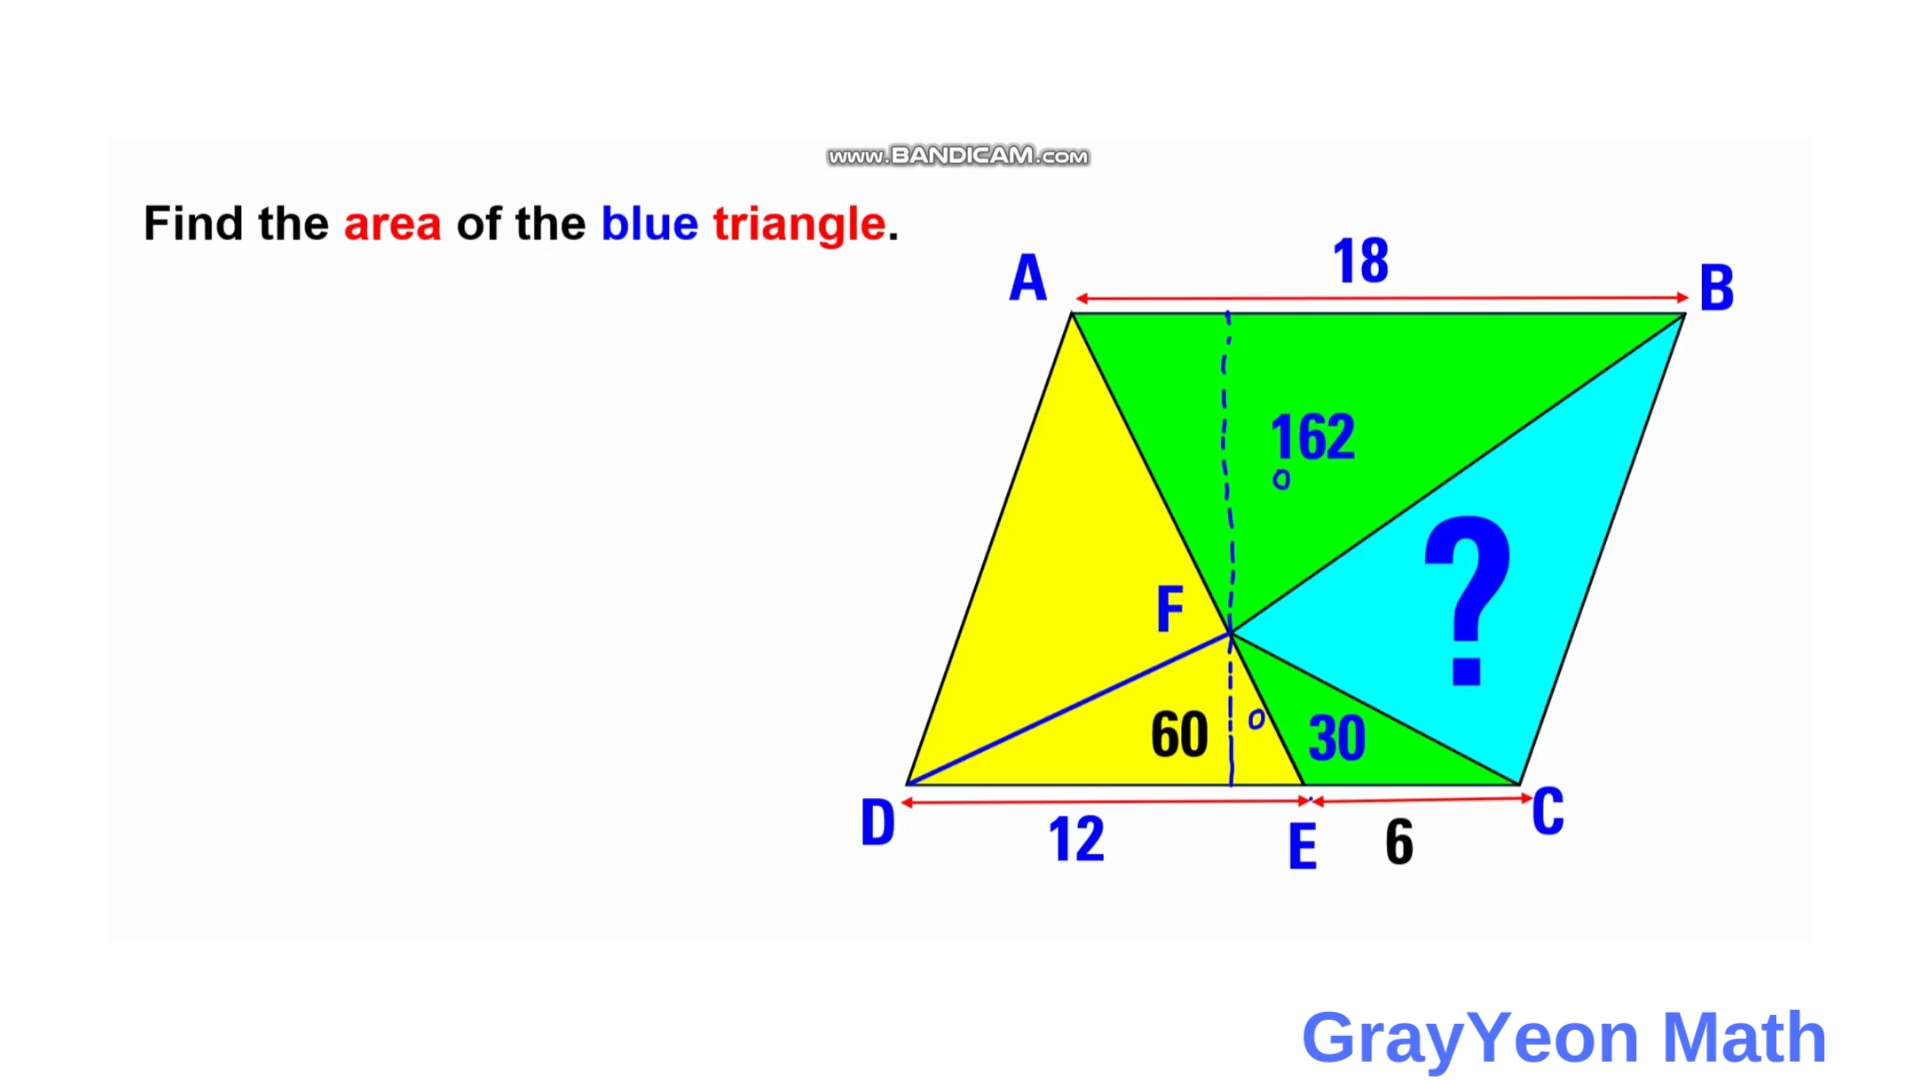 www.BANDICAM.com
Find the area of the blue triangle.
18
A
B
162
?
F
60
30
D
C
12
E
6
GrayYeon Math